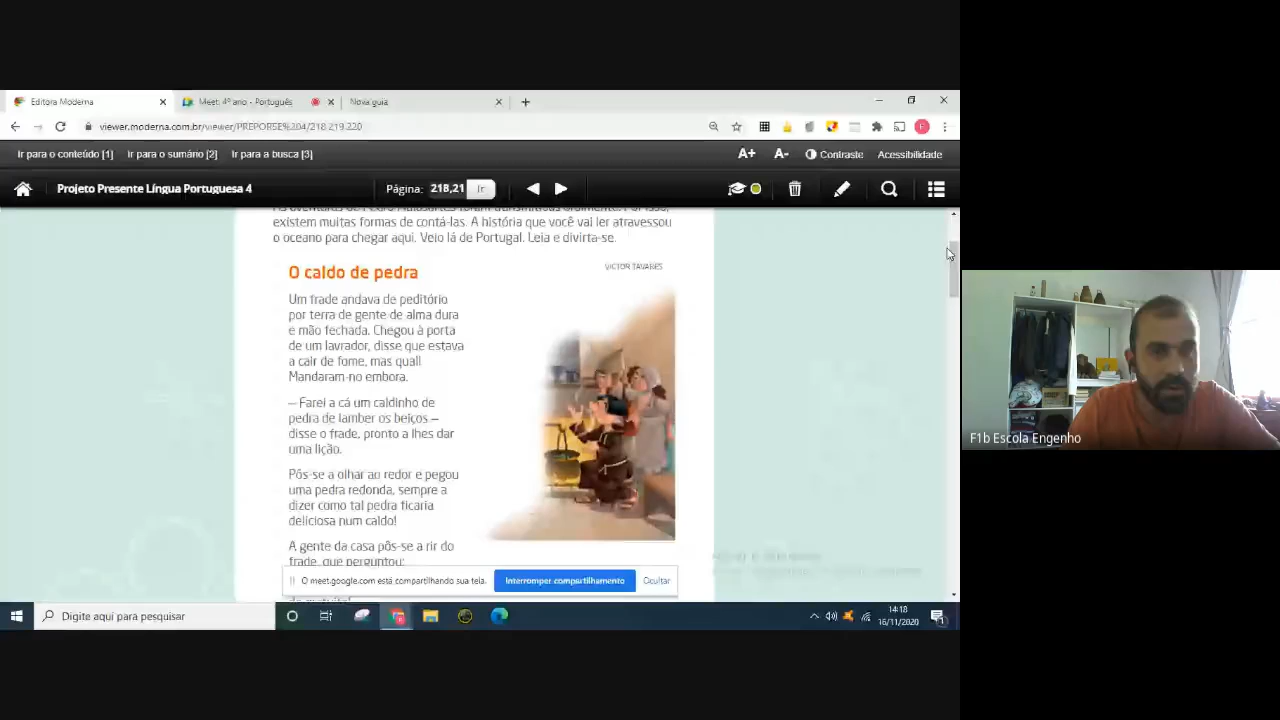 Editora Moderna
Meet: 4º ano - Português
Nova guia
viewer.moderna.com.br/viewer/PREPORSE%204/218-219-220
Ir para o conteúdo [1] Ir para o sumário [2] Ir para a busca [3] A+ A- Contraste Acessibilidade
Projeto Presente Língua Portuguesa 4 Página: 218,21 Ir
existem muitas formas de contá-las. A história que você vai ler atravessou
o oceano para chegar aqui. Veio lá de Portugal. Leia e divirta-se.
O caldo de pedra
VICTOR TAVARES
Um frade andava de peditório
por terra de gente de alma dura
e mão fechada. Chegou à porta
de um lavrador, disse que estava
a cair de fome, mas qual!
Mandaram-no embora.
— Farei a cá um caldinho de
pedra de lamber os beiços —
disse o frade, pronto a lhes dar
uma lição.
Pôs-se a olhar ao redor e pegou
uma pedra redonda, sempre a
dizer como tal pedra ficaria
deliciosa num caldo!
A gente da casa pôs-se a rir do
frade, que perguntou:
O meet.google.com está compartilhando sua tela. Interromper compartilhamento Ocultar
Digite aqui para pesquisar
14:18
16/11/2020
F1b Escola Engenho